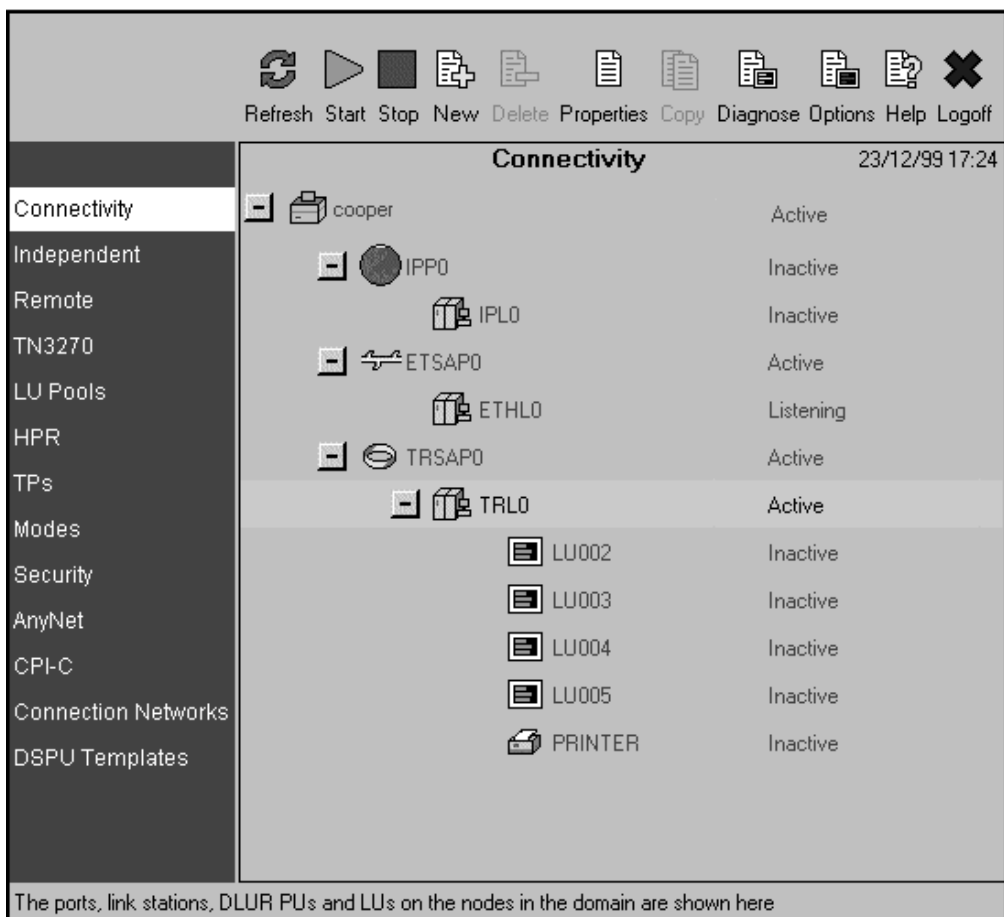 Refresh Start Stop New Delete Properties Copy Diagnose Options Help Logoff
Connectivity 23/12/99 17:24
Connectivity
Independent
Remote
TN3270
LU Pools
HPR
TPs
Modes
Security
AnyNet
CPI-C
Connection Networks
DSPU Templates
cooper Active
IPP0 Inactive
IPL0 Inactive
ETSAP0 Active
ETHL0 Listening
TRSAP0 Active
TRL0 Active
LU002 Inactive
LU003 Inactive
LU004 Inactive
LU005 Inactive
PRINTER Inactive
The ports, link stations, DLUR PUs and LUs on the nodes in the domain are shown here